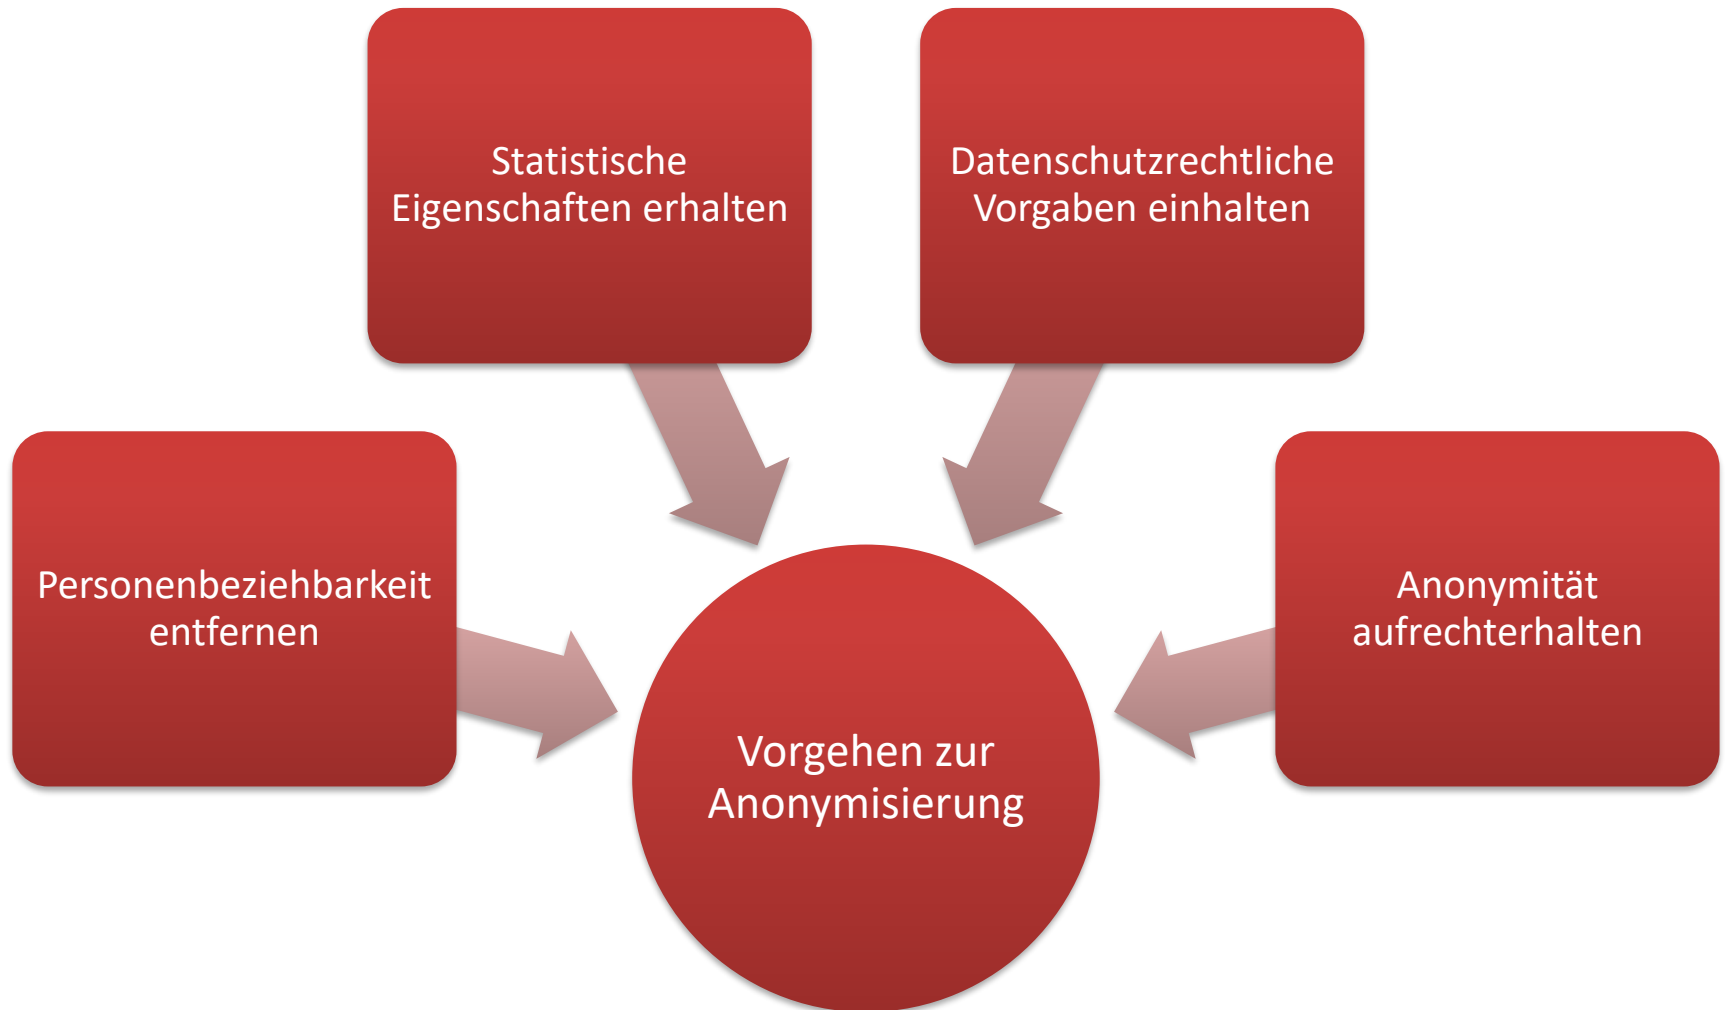 Statistische
Eigenschaften erhalten
Datenschutzrechtliche
Vorgaben einhalten
Personenbeziehbarkeit
entfernen
Anonymität
aufrechterhalten
Vorgehen zur
Anonymisierung